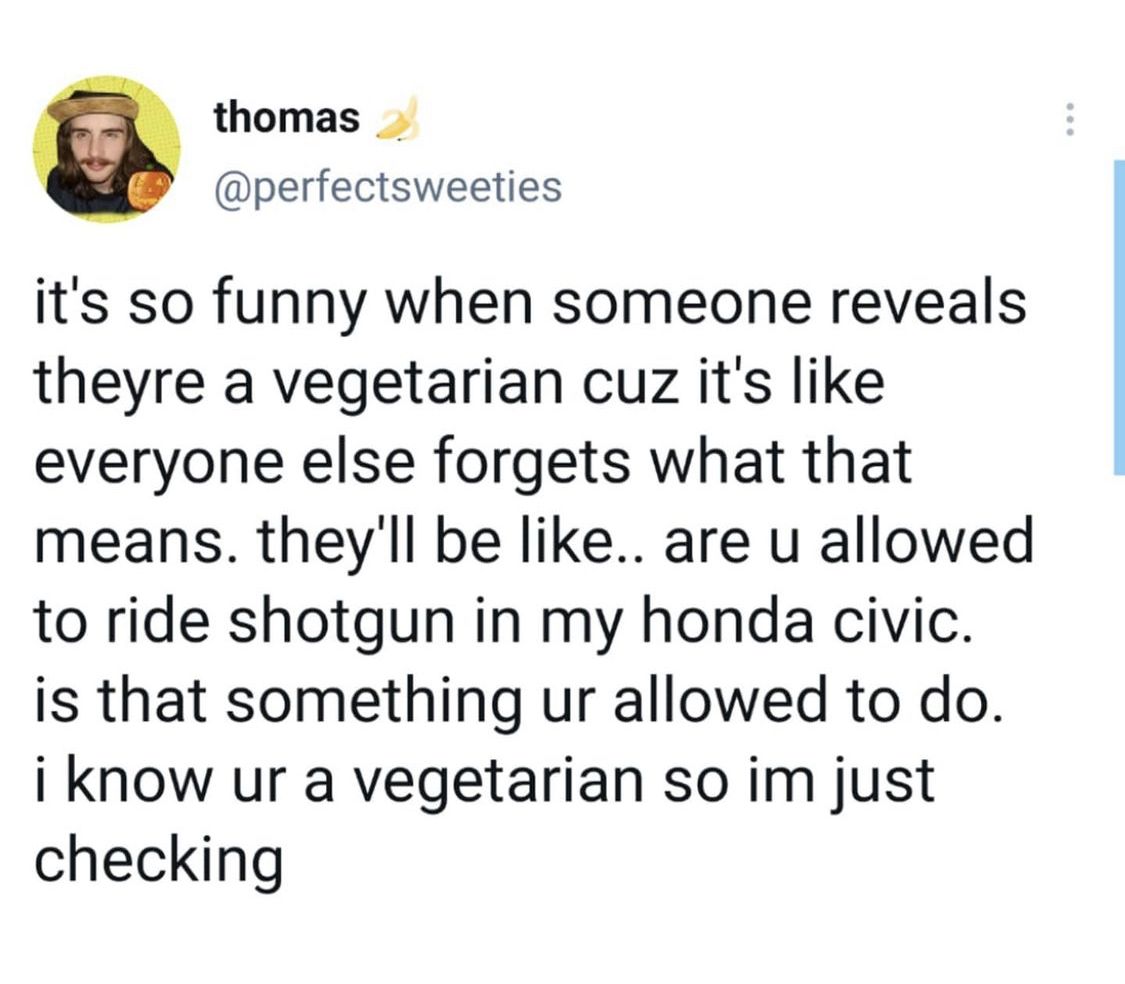 thomas 🍌
@perfectsweeties
it's so funny when someone reveals
theyre a vegetarian cuz it's like
everyone else forgets what that
means. they'll be like.. are u allowed
to ride shotgun in my honda civic.
is that something ur allowed to do.
i know ur a vegetarian so im just
checking